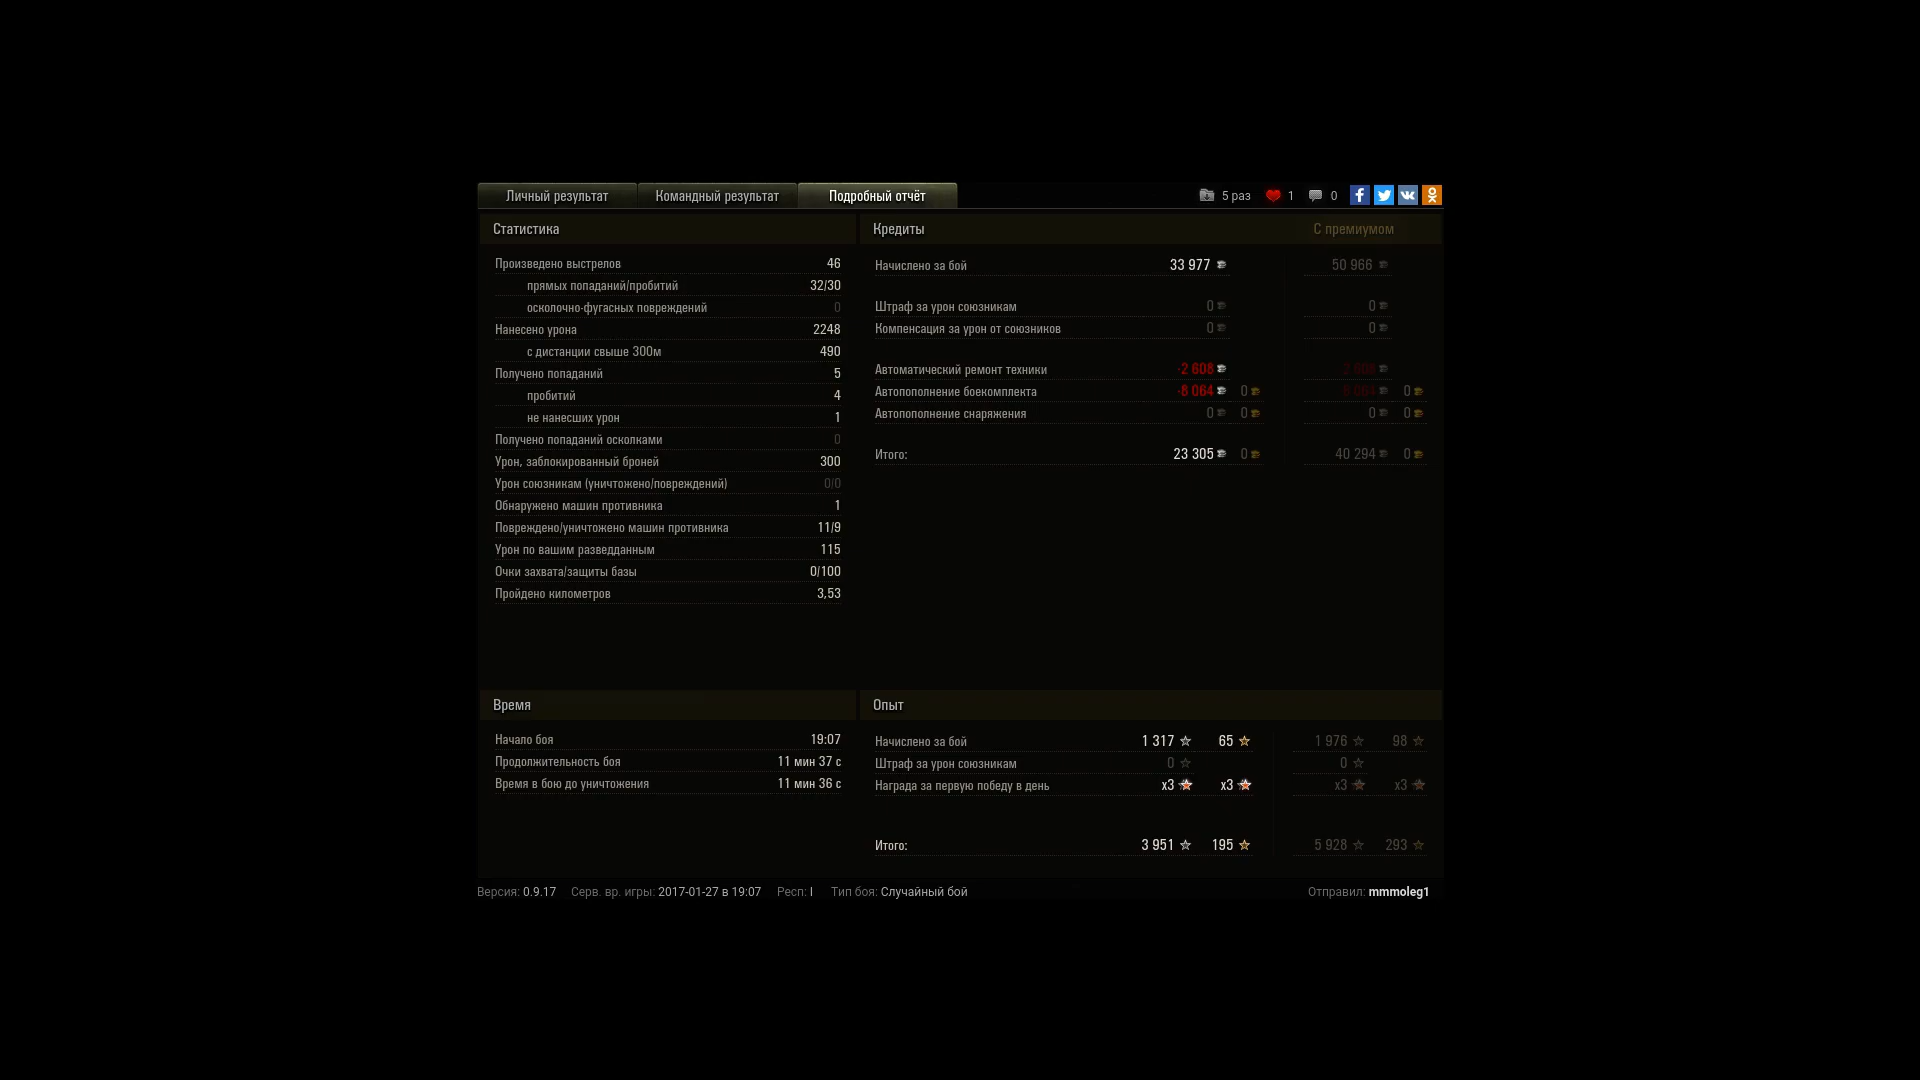 Личный результат Командный результат Подробный отчёт 5 раз 1 0
Статистика
Произведено выстрелов 46
прямых попаданий/пробитий 32/30
осколочно-фугасных повреждений 0
Нанесено урона 2248
с дистанции свыше 300м 490
Получено попаданий 5
пробитий 4
не нанесших урон 1
Получено попаданий осколками 0
Урон, заблокированный броней 300
Урон союзникам (уничтожено/повреждений) 0/0
Обнаружено машин противника 1
Повреждено/уничтожено машин противника 11/9
Урон по вашим разведданным 115
Очки захвата/защиты базы 0/100
Пройдено километров 3,53
Кредиты С премиумом
Начислено за бой 33 977 50 966
Штраф за урон союзникам 0 0
Компенсация за урон от союзников 0 0
Автоматический ремонт техники -2 608 2 608
Автопополнение боекомплекта -8 064 0 8 064 0
Автопополнение снаряжения 0 0 0 0
Итого: 23 305 0 40 294 0
Время
Начало боя 19:07
Продолжительность боя 11 мин 37 с
Время в бою до уничтожения 11 мин 36 с
Опыт
Начислено за бой 1 317 65 1 976 98
Штраф за урон союзникам 0 0
Награда за первую победу в день x3 x3 x3 x3
Итого: 3 951 195 5 928 293
Версия: 0.9.17 Серв. вр. игры: 2017-01-27 в 19:07 Респ: I Тип боя: Случайный бой Отправил: mmmoleg1